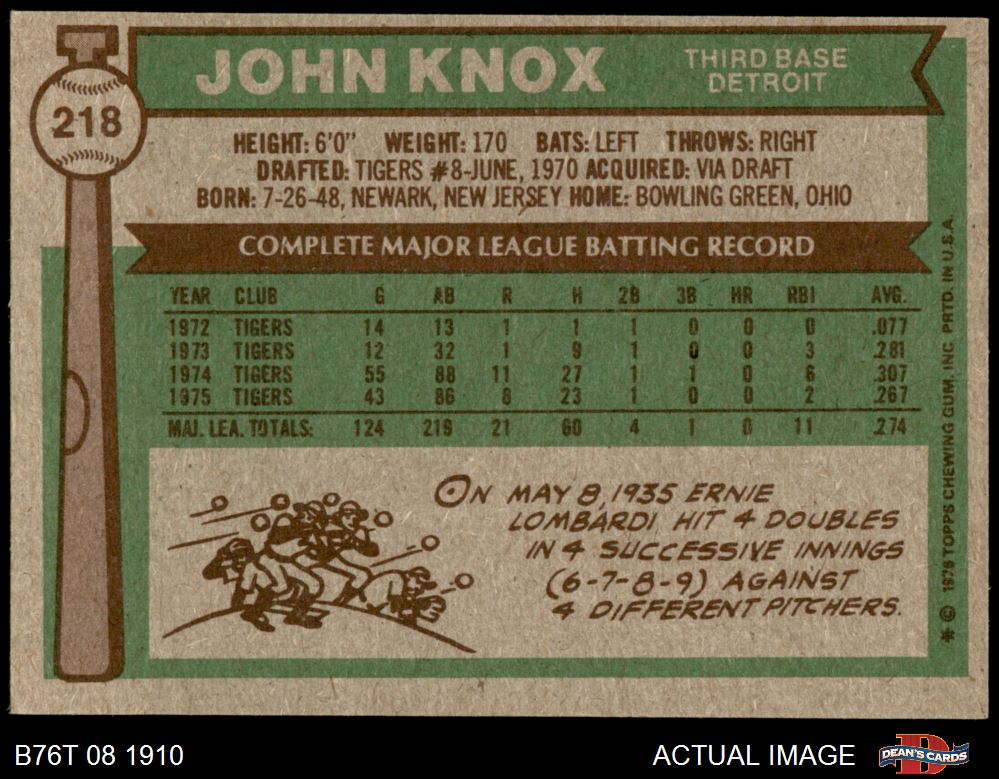 218
JOHN KNOX
THIRD BASE
DETROIT
HEIGHT: 6'0" WEIGHT: 170 BATS: LEFT THROWS: RIGHT
DRAFTED: TIGERS #8-JUNE, 1970 ACQUIRED: VIA DRAFT
BORN: 7-26-48, NEWARK, NEW JERSEY HOME: BOWLING GREEN, OHIO
COMPLETE MAJOR LEAGUE BATTING RECORD
YEAR CLUB G AB R H 2B 3B HR RBI AVG.
1972 TIGERS 14 13 1 1 1 0 0 0 .077
1973 TIGERS 12 32 1 9 1 0 0 3 .281
1974 TIGERS 55 88 11 27 1 1 0 6 .307
1975 TIGERS 43 86 8 23 1 0 0 2 .267
MAJ. LEA. TOTALS: 124 219 21 60 4 1 0 11 .274
ON MAY 8, 1935 ERNIE
LOMBARDI HIT 4 DOUBLES
IN 4 SUCCESSIVE INNINGS
(6-7-8-9) AGAINST
4 DIFFERENT PITCHERS.
* © 1976 TOPPS CHEWING GUM, INC. PRTD. IN U.S.A.
B76T 08 1910
ACTUAL IMAGE
DEAN'S CARDS